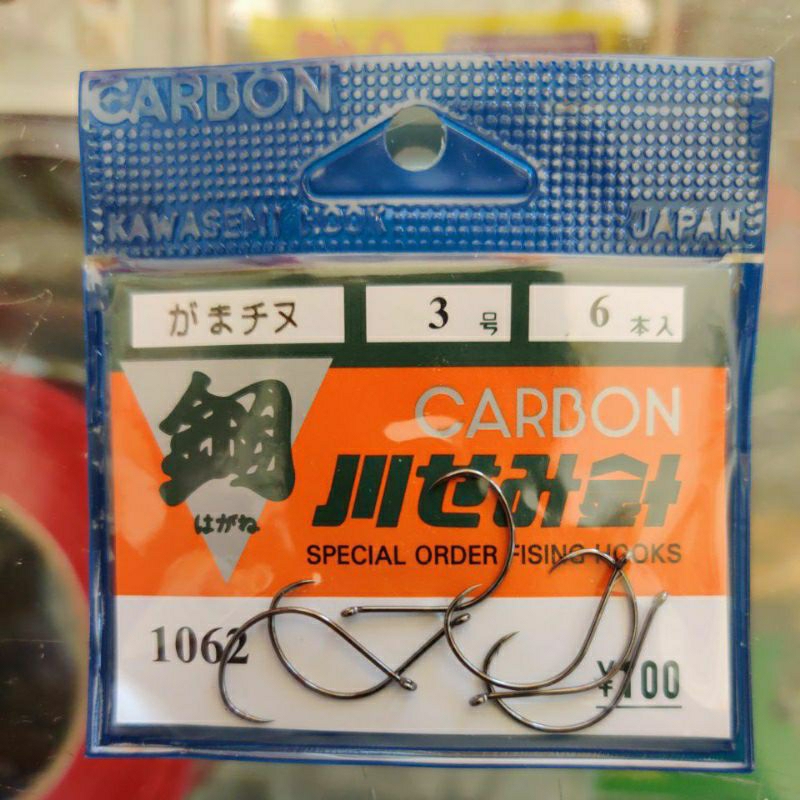 CARBON
KAWASEMI HOOK JAPAN
がまチヌ 3号 6本入
鋼
はがね
CARBON
川せみ針
SPECIAL ORDER FISING HOOKS
1062
¥100